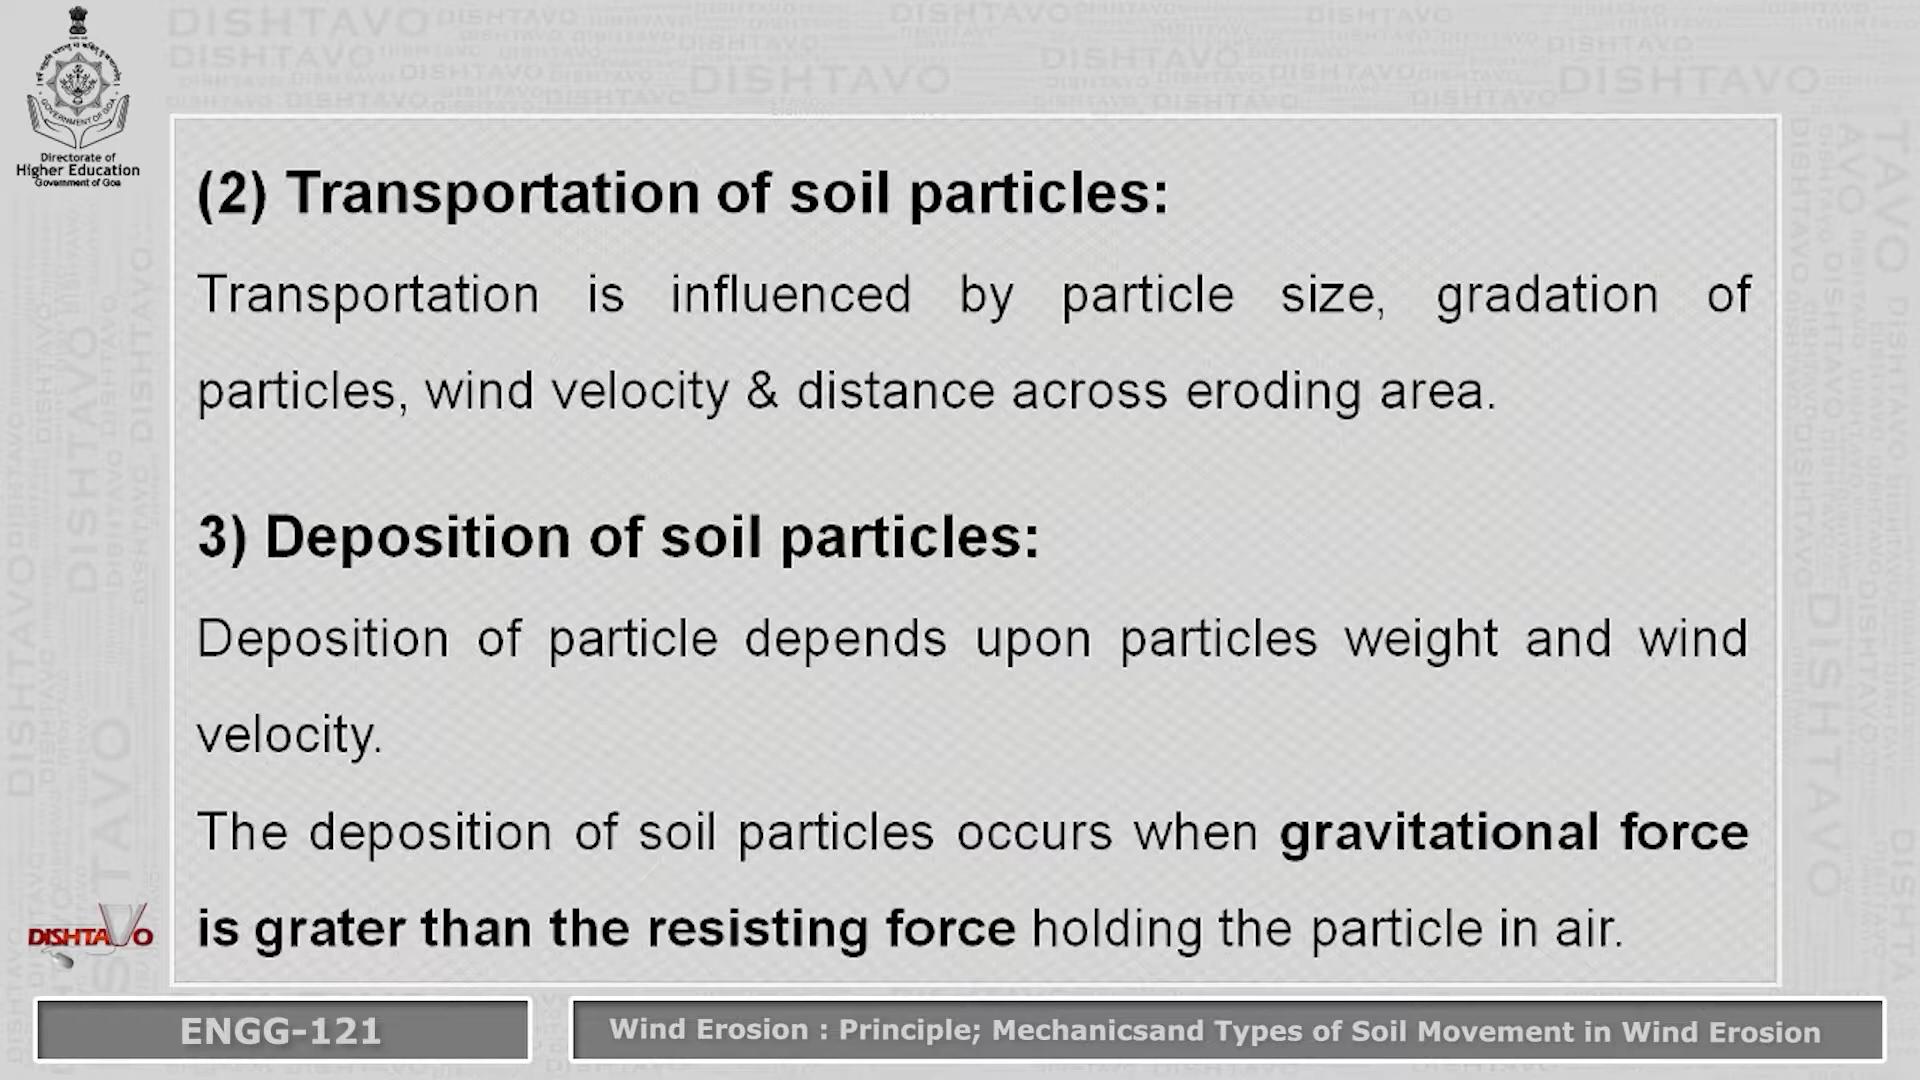 Directorate of
Higher Education
Government of Goa
(2) Transportation of soil particles:
Transportation is influenced by particle size, gradation of
particles, wind velocity & distance across eroding area.
3) Deposition of soil particles:
Deposition of particle depends upon particles weight and wind
velocity.
The deposition of soil particles occurs when gravitational force
is grater than the resisting force holding the particle in air.
DISHTAVO
ENGG-121
Wind Erosion : Principle; Mechanicsand Types of Soil Movement in Wind Erosion